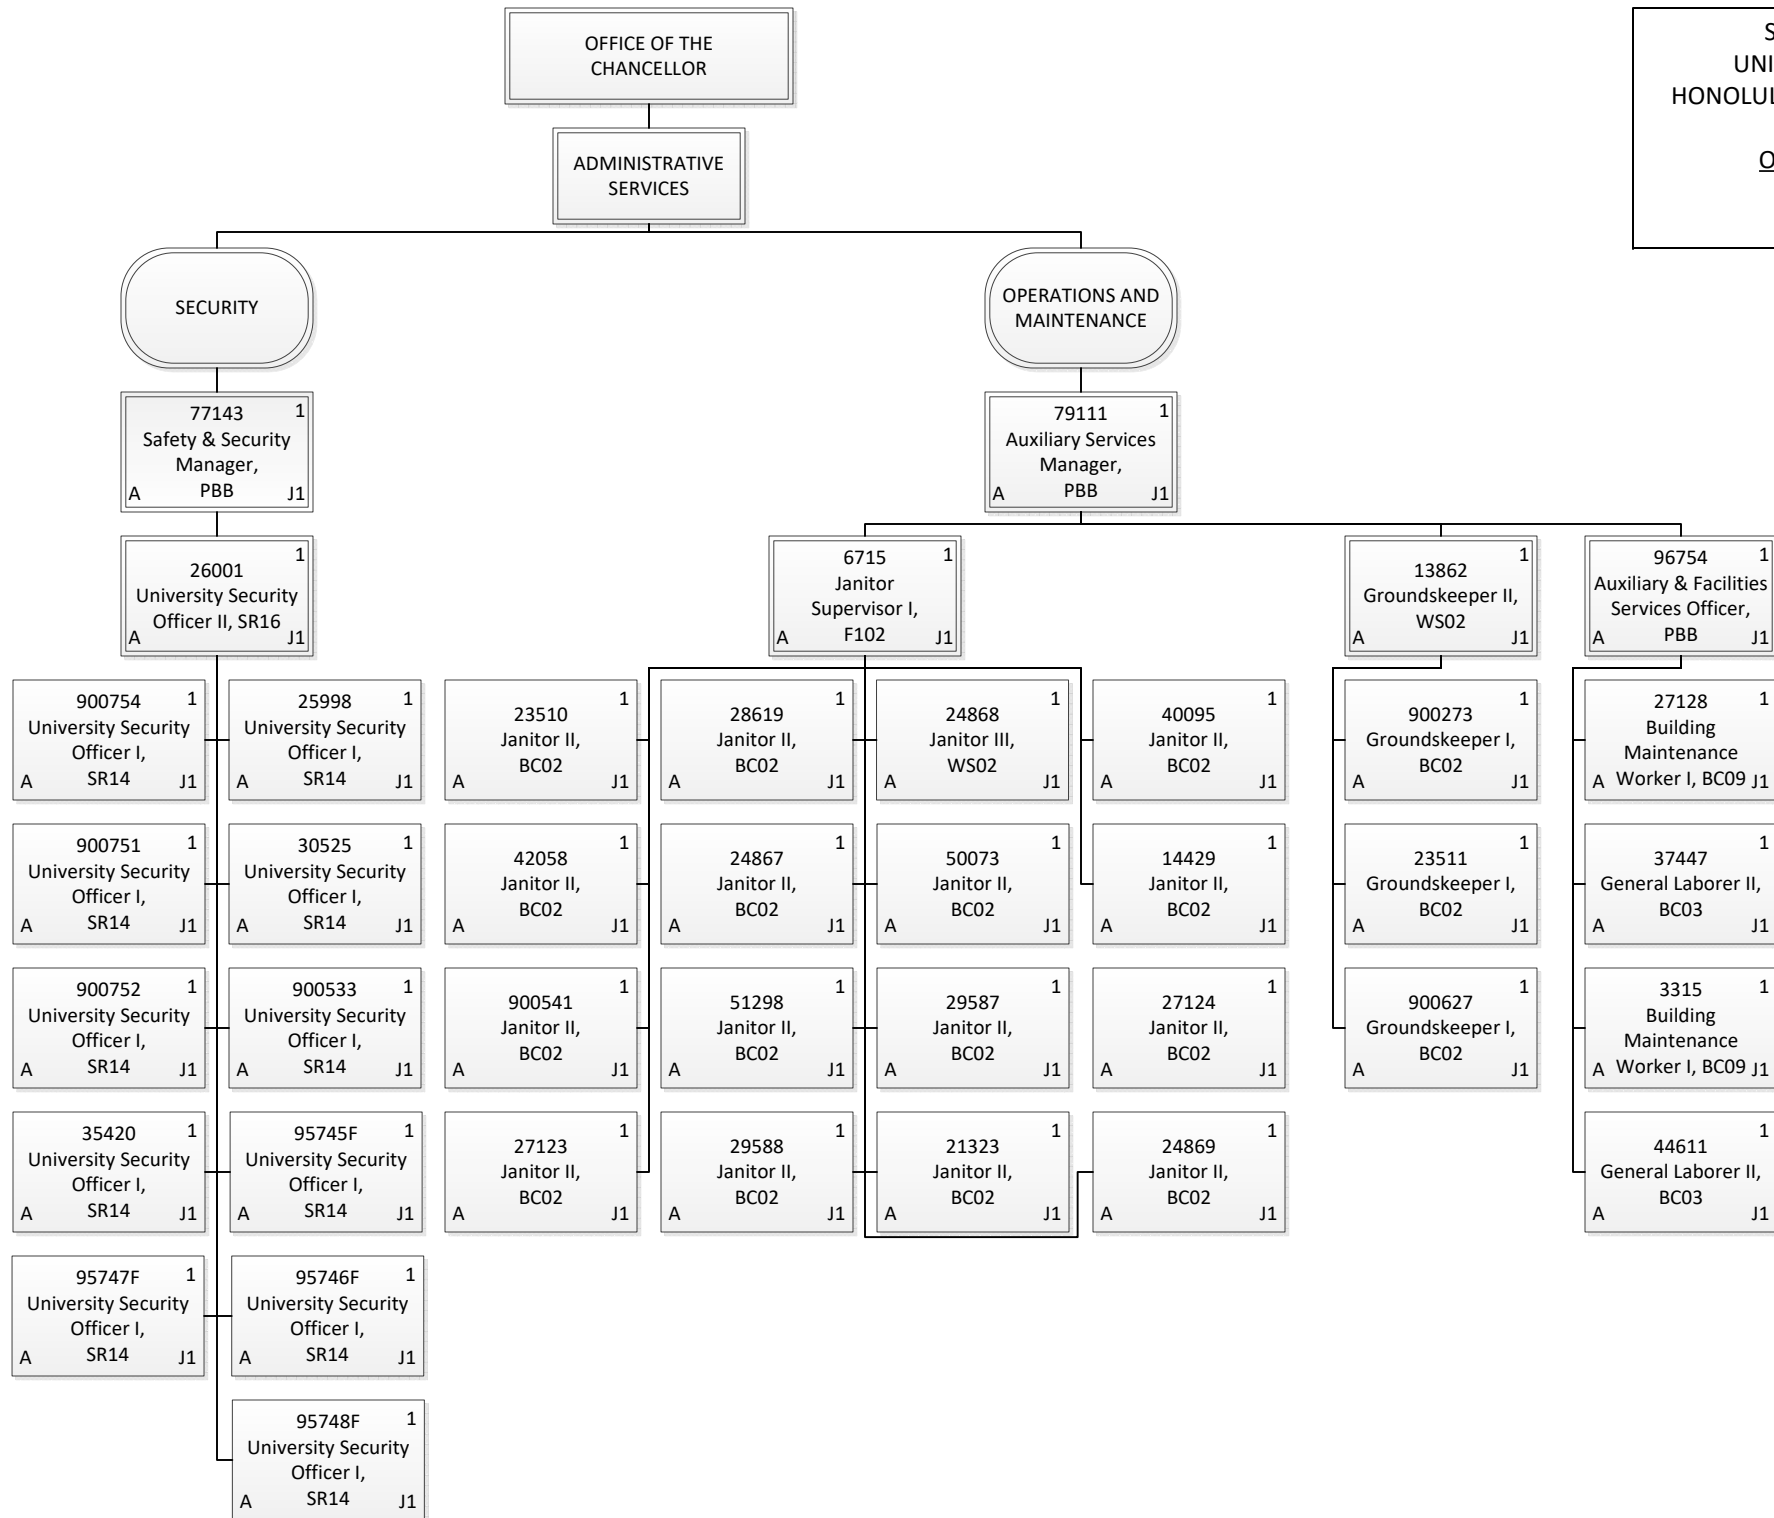 OFFICE OF THE
CHANCELLOR
S
UNI
HONOLUL
O
ADMINISTRATIVE
SERVICES
SECURITY
OPERATIONS AND
MAINTENANCE
77143 1
Safety & Security
Manager,
A PBB J1
79111 1
Auxiliary Services
Manager,
A PBB J1
1
26001
University Security
Officer II, SR16
A J1
6715 1
Janitor
Supervisor I,
A F102 J1
1
13862
Groundskeeper II,
WS02
A J1
96754 1
Auxiliary & Facilities
Services Officer,
A PBB J1
900754 1
University Security
Officer I,
A SR14 J1
25998 1
University Security
Officer I,
A SR14 J1
1
23510
Janitor II,
BC02
A J1
1
28619
Janitor II,
BC02
A J1
1
24868
Janitor III,
WS02
A J1
1
40095
Janitor II,
BC02
A J1
1
900273
Groundskeeper I,
BC02
A J1
27128 1
Building
Maintenance
A Worker I, BC09 J1
900751 1
University Security
Officer I,
A SR14 J1
30525 1
University Security
Officer I,
A SR14 J1
1
42058
Janitor II,
BC02
A J1
1
24867
Janitor II,
BC02
A J1
1
50073
Janitor II,
BC02
A J1
1
14429
Janitor II,
BC02
A J1
1
23511
Groundskeeper I,
BC02
A J1
1
37447
General Laborer II,
BC03
A J1
900752 1
University Security
Officer I,
A SR14 J1
900533 1
University Security
Officer I,
A SR14 J1
1
900541
Janitor II,
BC02
A J1
1
51298
Janitor II,
BC02
A J1
1
29587
Janitor II,
BC02
A J1
1
27124
Janitor II,
BC02
A J1
1
900627
Groundskeeper I,
BC02
A J1
3315 1
Building
Maintenance
A Worker I, BC09 J1
35420 1
University Security
Officer I,
A SR14 J1
95745F 1
University Security
Officer I,
A SR14 J1
1
27123
Janitor II,
BC02
A J1
1
29588
Janitor II,
BC02
A J1
1
21323
Janitor II,
BC02
A J1
1
24869
Janitor II,
BC02
A J1
1
44611
General Laborer II,
BC03
A J1
95747F 1
University Security
Officer I,
A SR14 J1
95746F 1
University Security
Officer I,
A SR14 J1
95748F 1
University Security
Officer I,
A SR14 J1